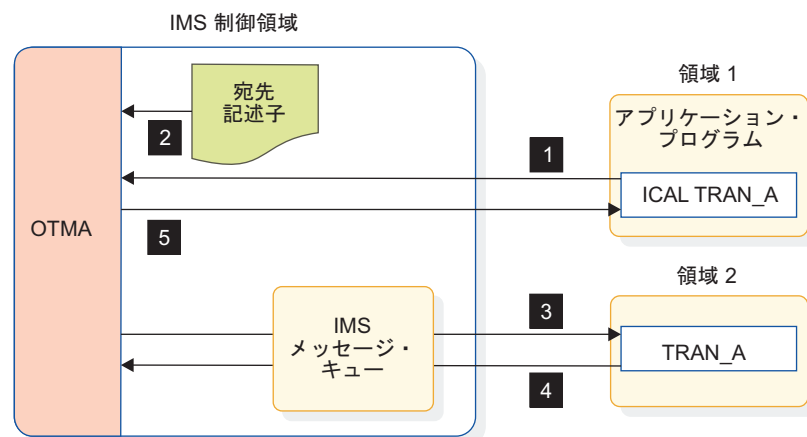 IMS 制御領域
宛先
記述子
2
OTMA
5
1
領域 1
アプリケーション・
プログラム
ICAL TRAN_A
領域 2
IMS
メッセージ・
キュー
3
TRAN_A
4